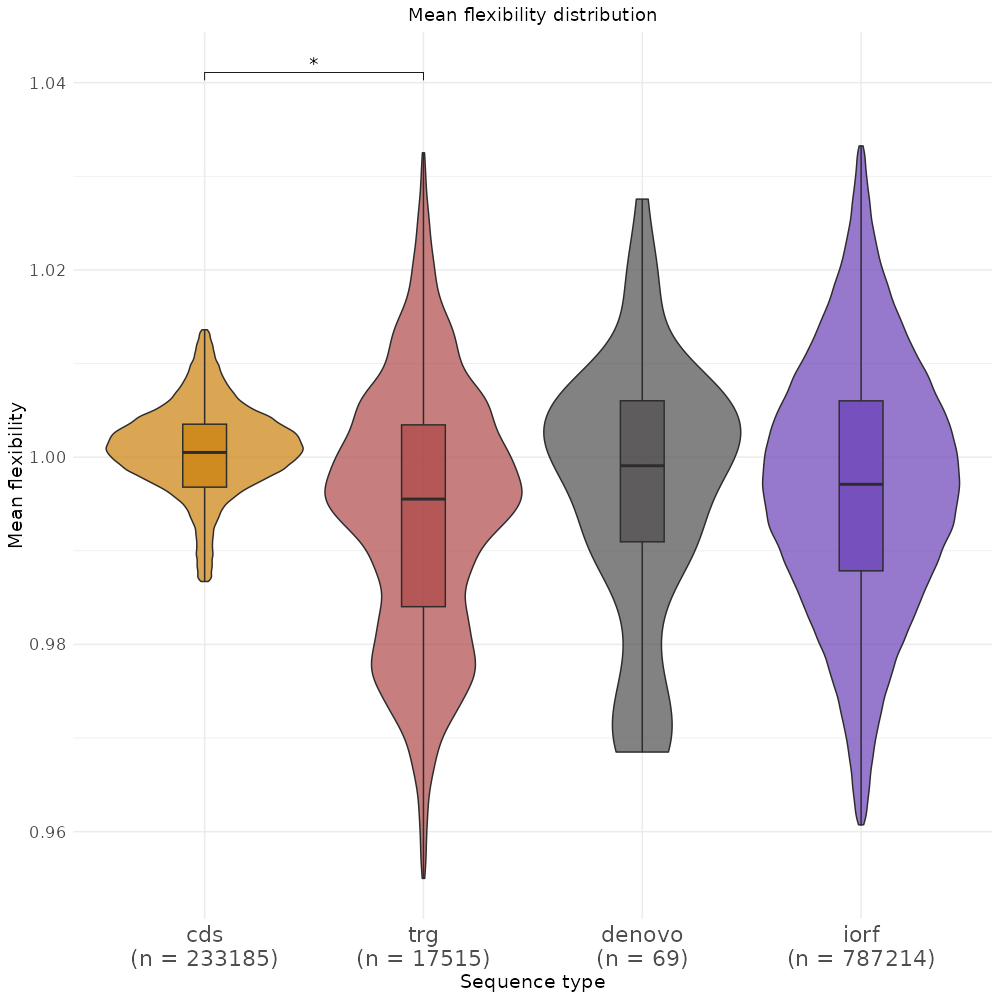 Mean flexibility distribution
*
1.04
1.02
1.00
0.98
0.96
Mean flexibility
cds
(n = 233185)
trg
(n = 17515)
denovo
(n = 69)
iorf
(n = 787214)
Sequence type